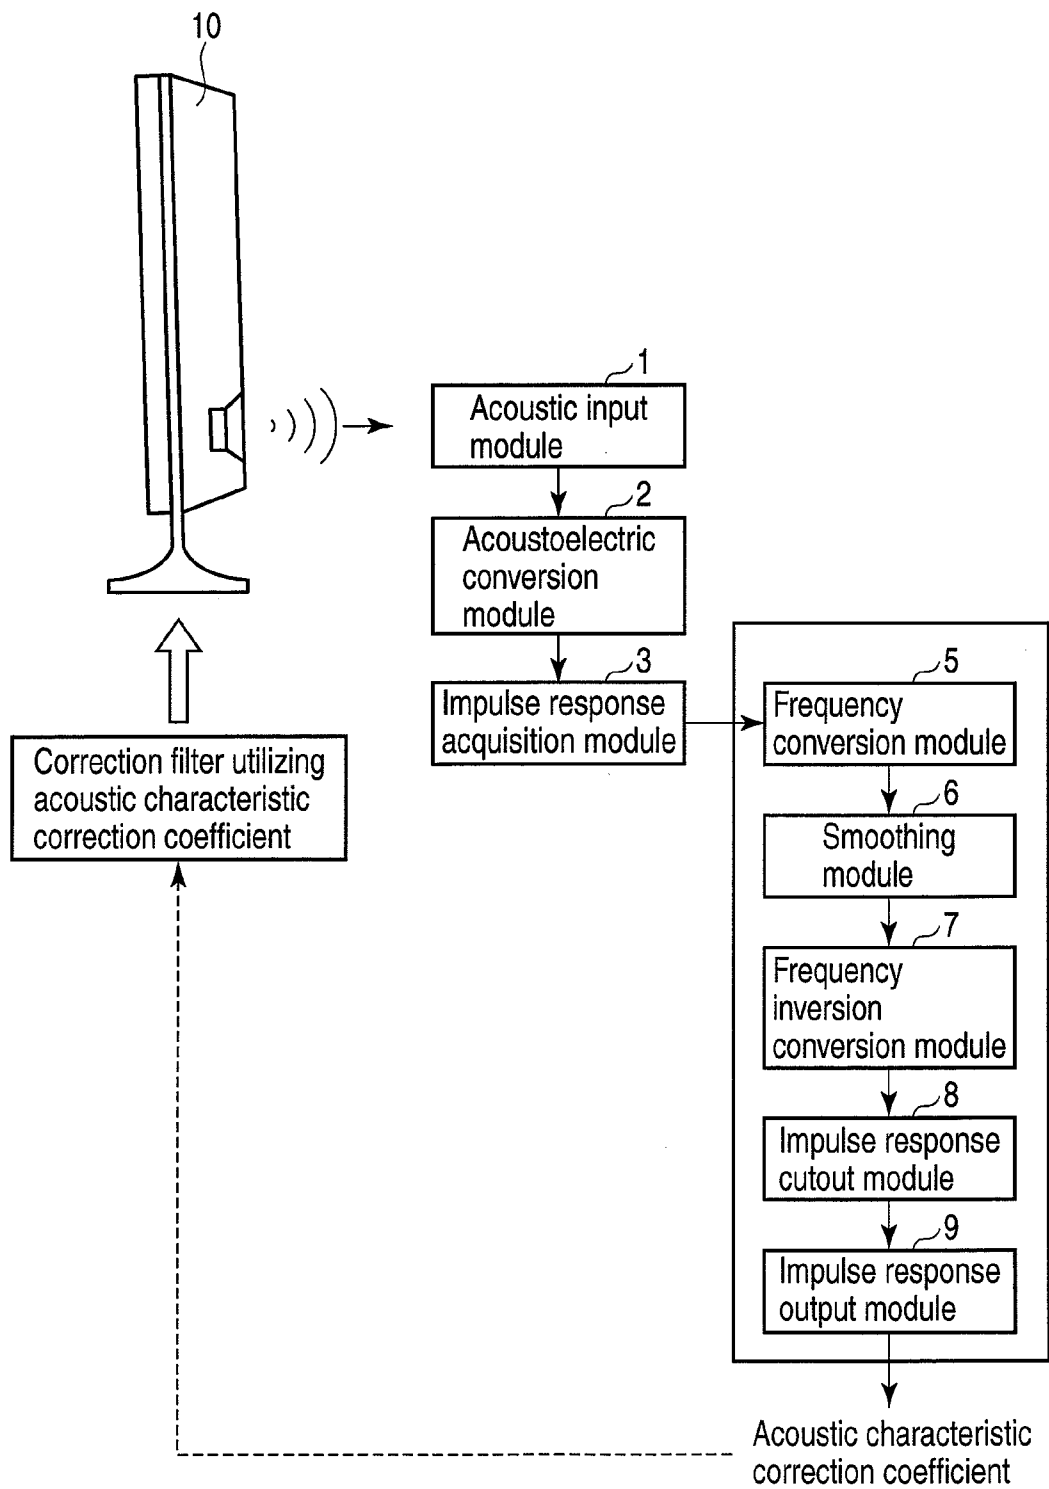 10
1
Acoustic input
module
2
Acoustoelectric
conversion
module
3
Impulse response
acquisition module
5
Frequency
conversion module
6
Smoothing
module
7
Frequency
inversion
conversion module
8
Impulse response
cutout module
9
Impulse response
output module
Acoustic characteristic
correction coefficient
Correction filter utilizing
acoustic characteristic
correction coefficient